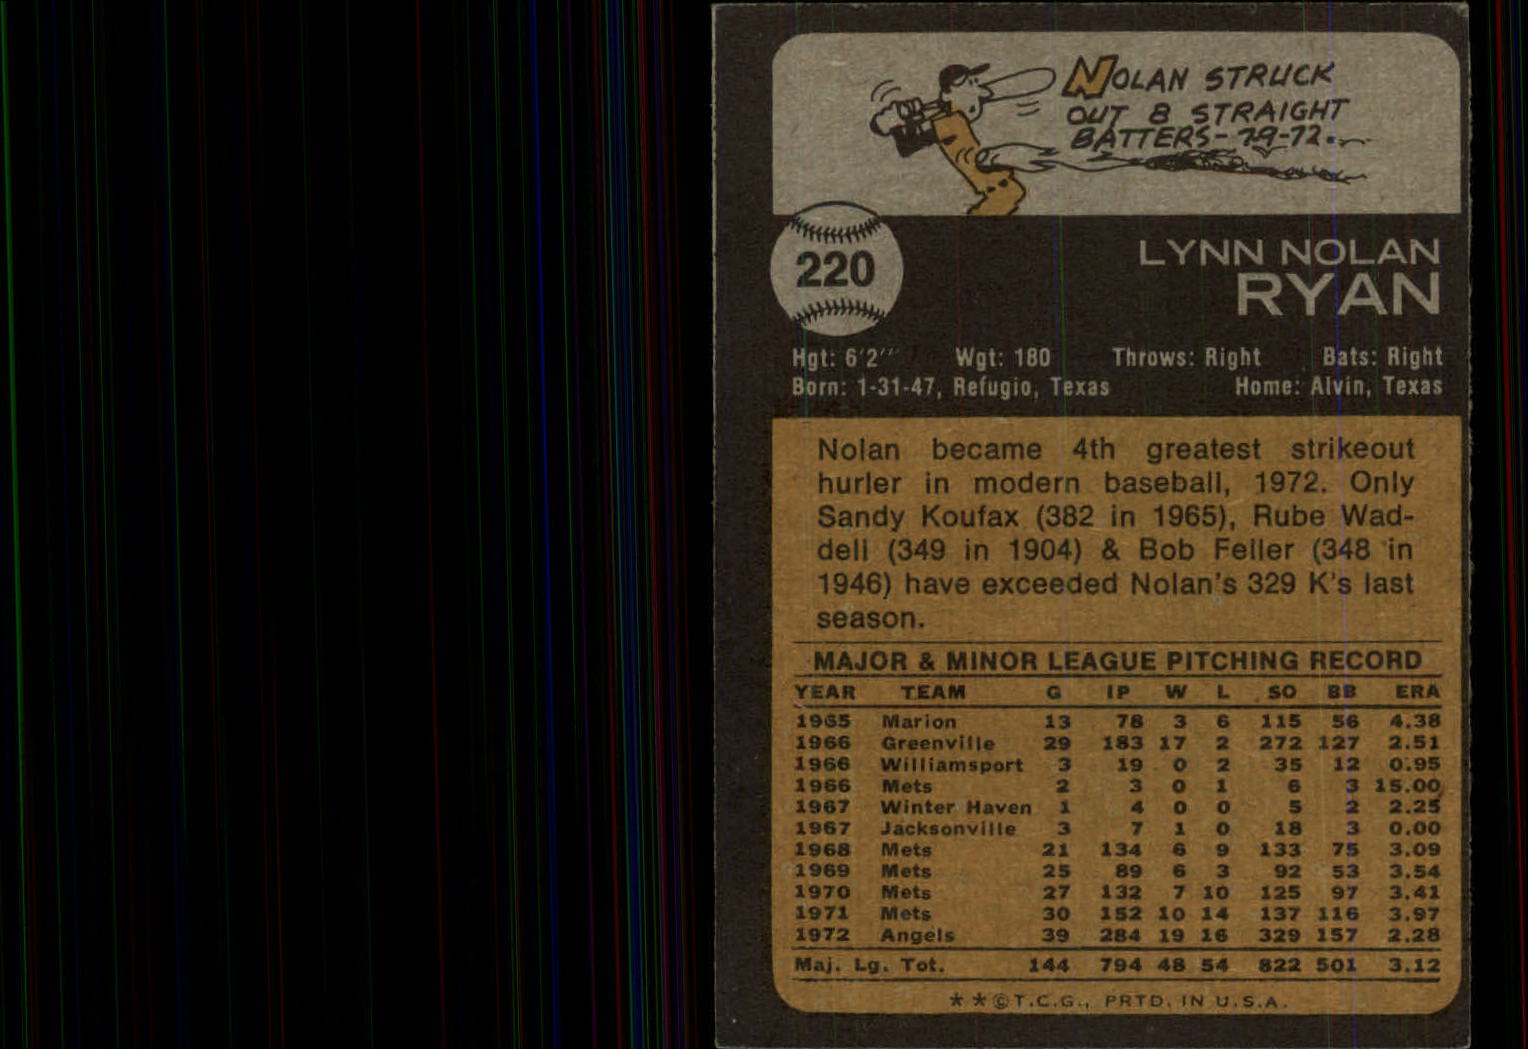 NOLAN STRUCK
OUT 8 STRAIGHT
BATTERS-7-9-72.
220
LYNN NOLAN
RYAN
Hgt: 6'2" Wgt: 180 Throws: Right Bats: Right
Born: 1-31-47, Refugio, Texas Home: Alvin, Texas
Nolan became 4th greatest strikeout
hurler in modern baseball, 1972. Only
Sandy Koufax (382 in 1965), Rube Wad-
dell (349 in 1904) & Bob Feller (348 in
1946) have exceeded Nolan's 329 K's last
season.
MAJOR & MINOR LEAGUE PITCHING RECORD
YEAR TEAM G IP W L SO BB ERA
1965 Marion 13 78 3 6 115 56 4.38
1966 Greenville 29 183 17 2 272 127 2.51
1966 Williamsport 3 19 0 2 35 12 0.95
1966 Mets 2 3 0 1 6 3 15.00
1967 Winter Haven 1 4 0 0 5 2 2.25
1967 Jacksonville 3 7 1 0 18 3 0.00
1968 Mets 21 134 6 9 133 75 3.09
1969 Mets 25 89 6 3 92 53 3.54
1970 Mets 27 132 7 10 125 97 3.41
1971 Mets 30 152 10 14 137 116 3.97
1972 Angels 39 284 19 16 329 157 2.28
Maj. Lg. Tot. 144 794 48 54 822 501 3.12
**©T.C.G., PRTD. IN U.S.A.